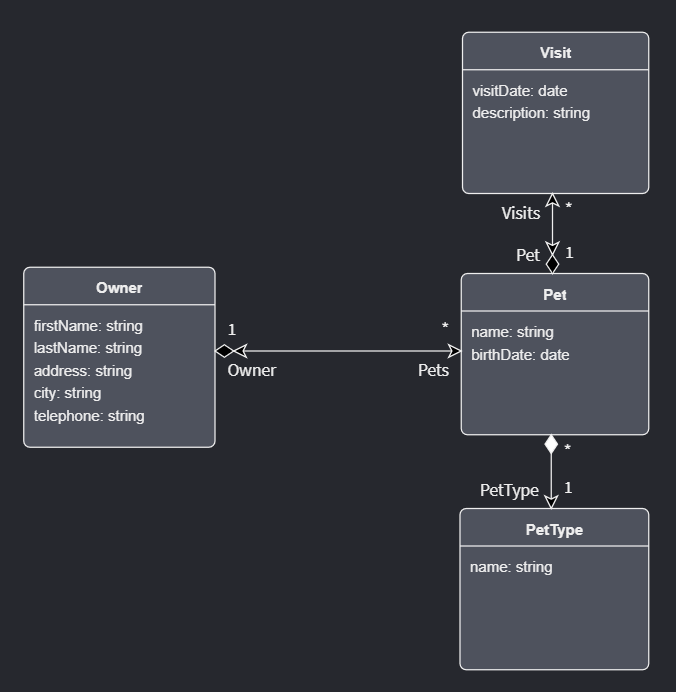 Visit
visitDate: date
description: string
Visits
*
Pet
1
Owner
firstName: string
lastName: string
address: string
city: string
telephone: string
1
*
Owner
Pets
Pet
name: string
birthDate: date
*
PetType
1
PetType
name: string